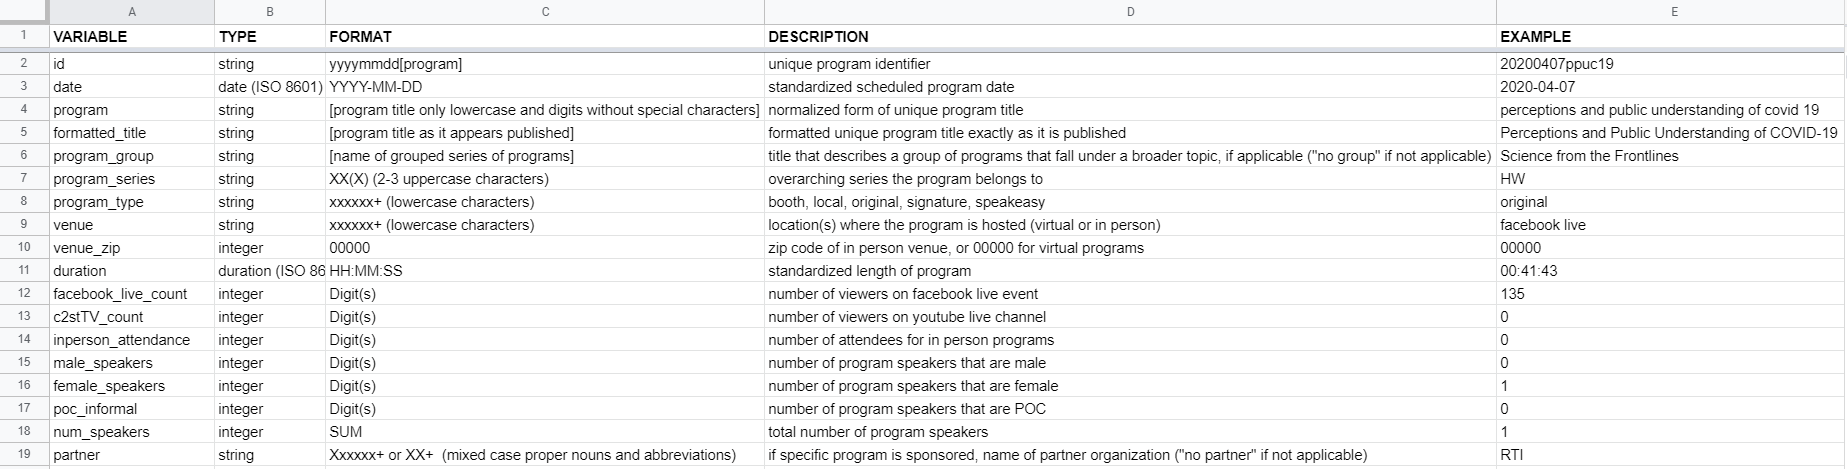 A B C D E
1 VARIABLE TYPE FORMAT DESCRIPTION EXAMPLE
2 id string yyyymmdd[program] unique program identifier 20200407ppuc19
3 date date (ISO 8601) YYYY-MM-DD standardized scheduled program date 2020-04-07
4 program string [program title only lowercase and digits without special characters] normalized form of unique program title perceptions and public understanding of covid 19
5 formatted_title string [program title as it appears published] formatted unique program title exactly as it is published Perceptions and Public Understanding of COVID-19
6 program_group string [name of grouped series of programs] title that describes a group of programs that fall under a broader topic, if applicable ("no group" if not applicable) Science from the Frontlines
7 program_series string XX(X) (2-3 uppercase characters) overarching series the program belongs to HW
8 program_type string xxxxxx+ (lowercase characters) booth, local, original, signature, speakeasy original
9 venue string xxxxxx+ (lowercase characters) location(s) where the program is hosted (virtual or in person) facebook live
10 venue_zip integer 00000 zip code of in person venue, or 00000 for virtual programs 00000
11 duration duration (ISO 86 HH:MM:SS standardized length of program 00:41:43
12 facebook_live_count integer Digit(s) number of viewers on facebook live event 135
13 c2stTV_count integer Digit(s) number of viewers on youtube live channel 0
14 inperson_attendance integer Digit(s) number of attendees for in person programs 0
15 male_speakers integer Digit(s) number of program speakers that are male 0
16 female_speakers integer Digit(s) number of program speakers that are female 1
17 poc_informal integer Digit(s) number of program speakers that are POC 0
18 num_speakers integer SUM total number of program speakers 1
19 partner string Xxxxxx+ or XX+ (mixed case proper nouns and abbreviations) if specific program is sponsored, name of partner organization ("no partner" if not applicable) RTI